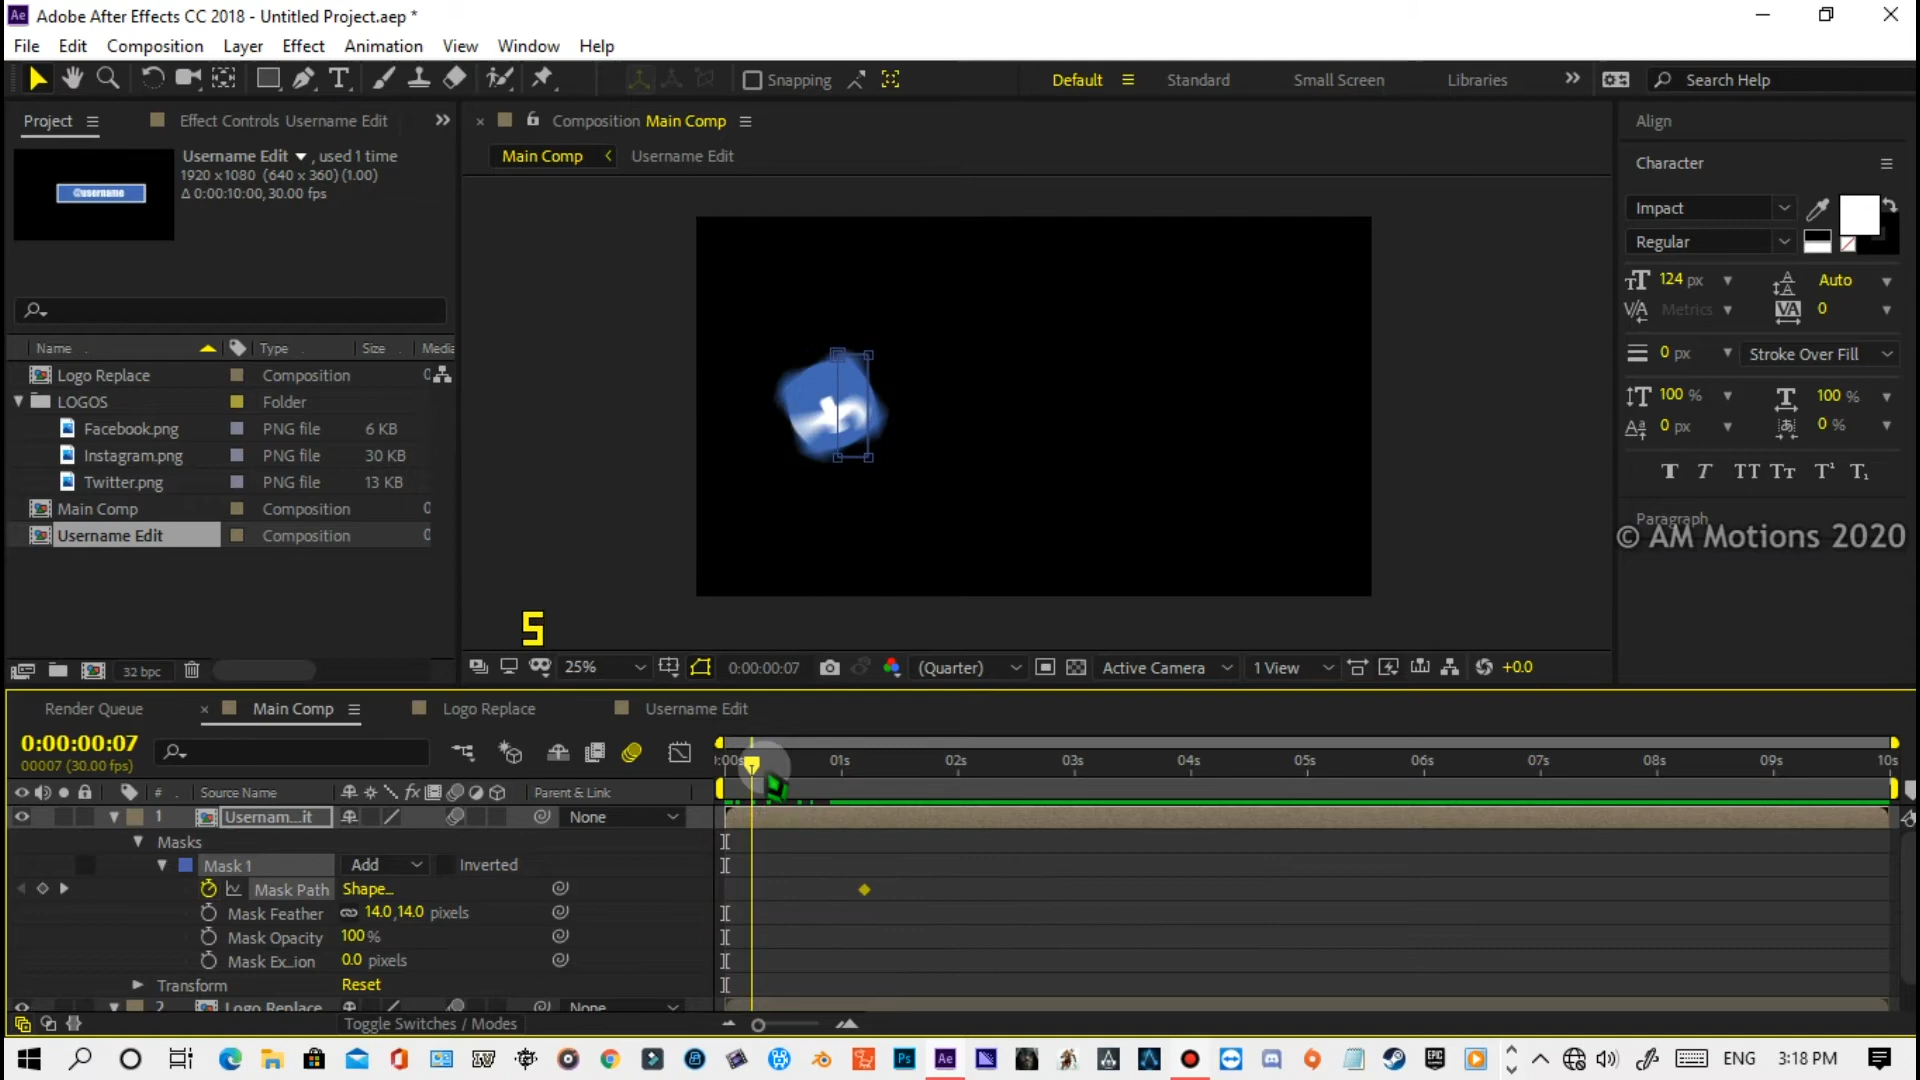 Adobe After Effects CC 2018 - Untitled Project.aep *
File Edit Composition Layer Effect Animation View Window Help
Snapping
Default Standard Small Screen Libraries Search Help
Project Effect Controls Username Edit
Composition Main Comp
Align
Username Edit , used 1 time
1920 x1080 (640 x 360) (1.00)
Δ 0:00:10:00, 30.00 fps
@username
Main Comp Username Edit
Character
Impact
Regular
124 px Auto
Metrics 0
0 px Stroke Over Fill
100 % 100 %
0 px 0 %
Name Type Size Media
Logo Replace Composition 0
LOGOS Folder
Facebook.png PNG file 6 KB
Instagram.png PNG file 30 KB
Twitter.png PNG file 13 KB
Main Comp Composition 0
Username Edit Composition 0
Paragraph
© AM Motions 2020
S
32 bpc
25% 0:00:00:07 (Quarter) Active Camera 1 View +0.0
Render Queue Main Comp Logo Replace Username Edit
0:00:00:07
00007 (30.00 fps)
:00s 01s 02s 03s 04s 05s 06s 07s 08s 09s 10s
# Source Name Parent & Link
1 Usernam...it None
Masks
Mask 1 Add Inverted
Mask Path Shape...
Mask Feather 14.0,14.0 pixels
Mask Opacity 100 %
Mask Ex...ion 0.0 pixels
Transform Reset
2 Logo Replace None
Toggle Switches / Modes
ENG 3:18 PM